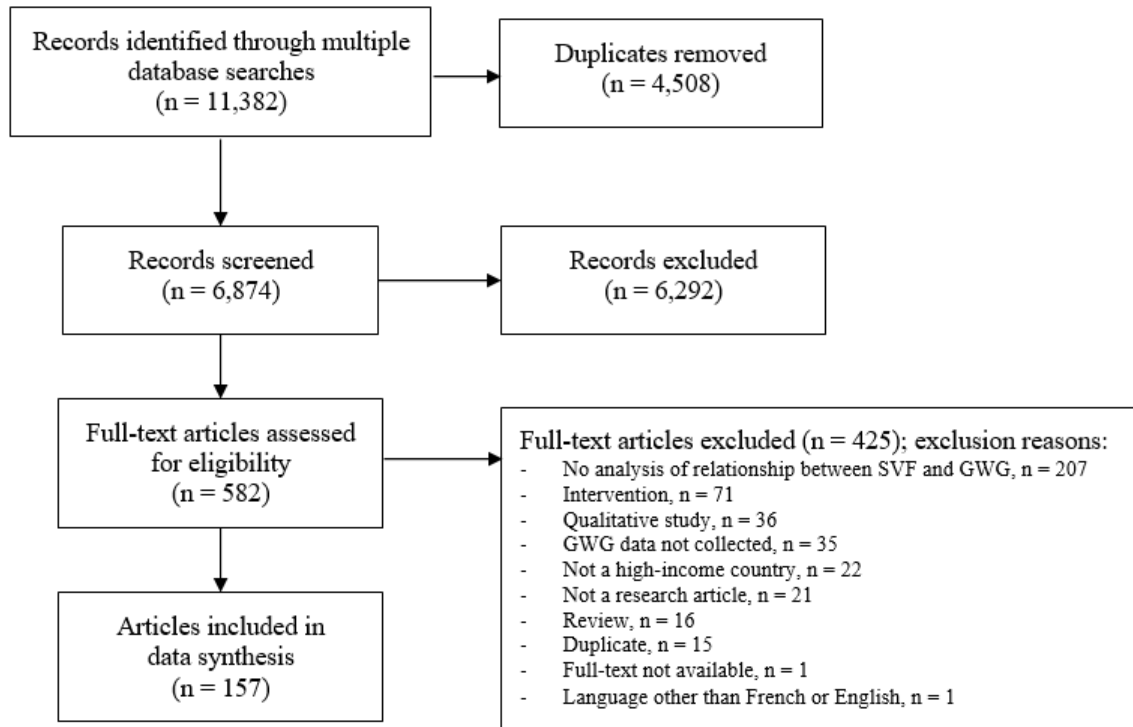 Records identified through multiple
database searches
(n = 11,382)
Duplicates removed
(n = 4,508)
Records screened
(n = 6,874)
Records excluded
(n = 6,292)
Full-text articles assessed
for eligibility
(n = 582)
Full-text articles excluded (n = 425); exclusion reasons:
- No analysis of relationship between SVF and GWG, n = 207
- Intervention, n = 71
- Qualitative study, n = 36
- GWG data not collected, n = 35
- Not a high-income country, n = 22
- Not a research article, n = 21
- Review, n = 16
- Duplicate, n = 15
- Full-text not available, n = 1
- Language other than French or English, n = 1
Articles included in
data synthesis
(n = 157)